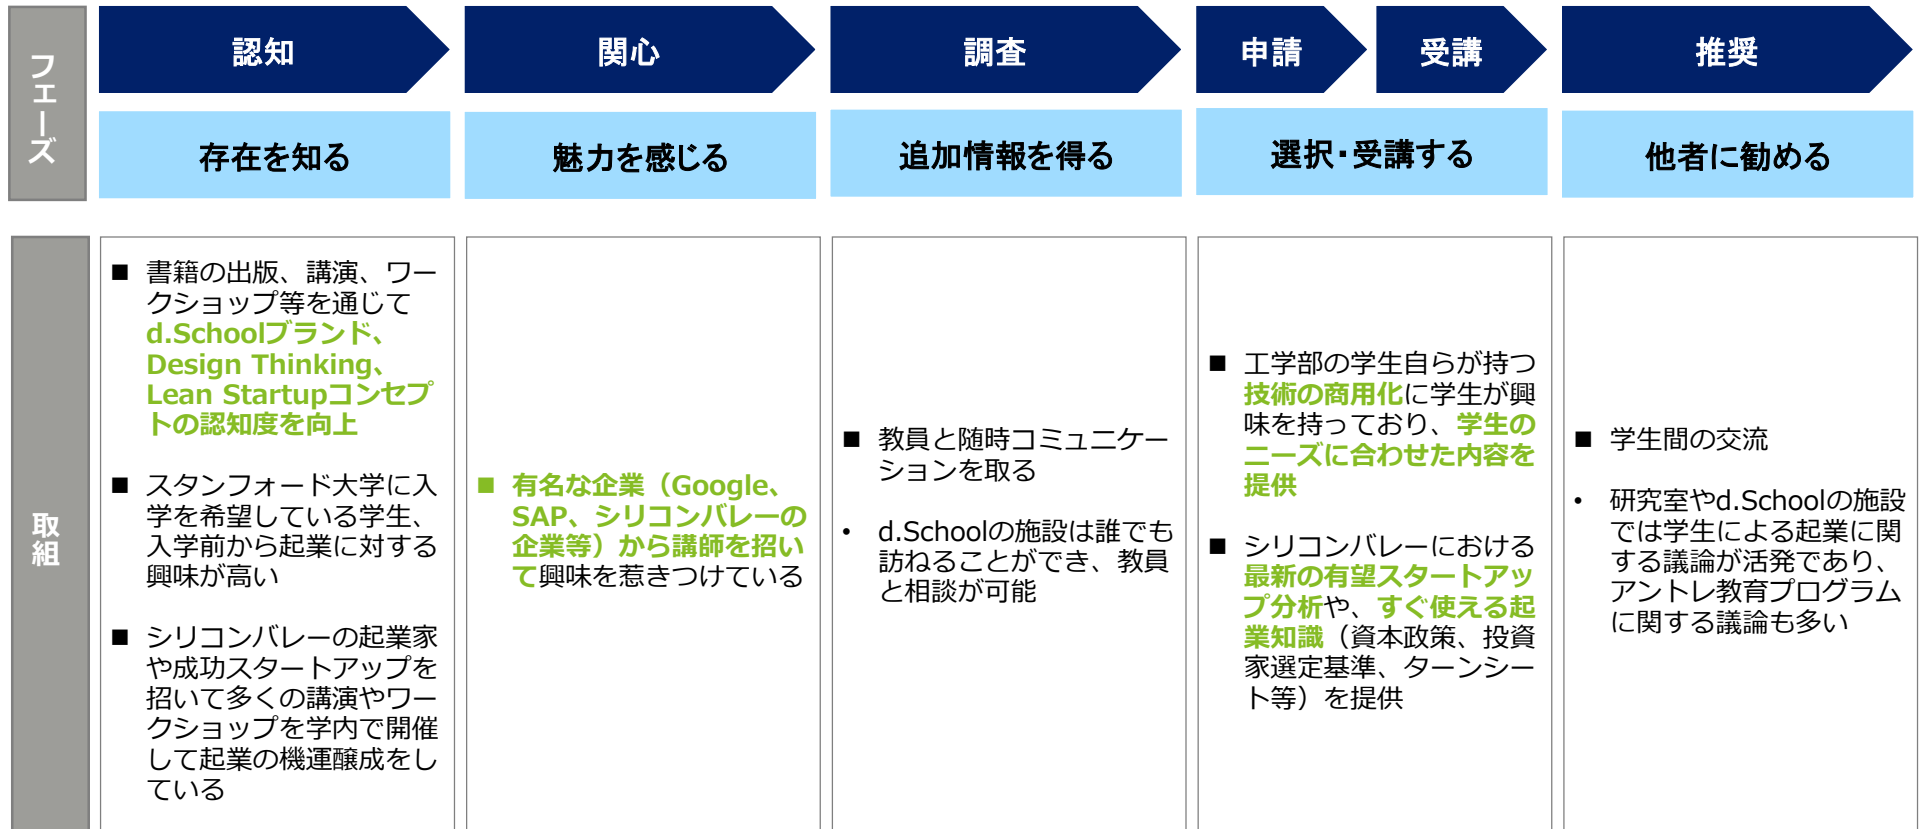 フェーズ
認知
関心
調査
申請
受講
推奨
存在を知る
魅力を感じる
追加情報を得る
選択・受講する
他者に勧める
取組
■ 書籍の出版、講演、ワー
クショップ等を通じて
d.Schoolブランド、
Design Thinking、
Lean Startupコンセプ
トの認知度を向上
■ スタンフォード大学に入
学を希望している学生、
入学前から起業に対する
興味が高い
■ シリコンバレーの起業家
や成功スタートアップを
招いて多くの講演やワー
クショップを学内で開催
して起業の機運醸成をし
ている
■ 有名な企業（Google、
SAP、シリコンバレーの
企業等）から講師を招い
て興味を惹きつけている
■ 教員と随時コミュニケー
ションを取る
• d.Schoolの施設は誰でも
訪ねることができ、教員
と相談が可能
■ 工学部の学生自らが持つ
技術の商用化に学生が興
味を持っており、学生の
ニーズに合わせた内容を
提供
■ シリコンバレーにおける
最新の有望スタートアッ
プ分析や、すぐ使える起
業知識（資本政策、投資
家選定基準、ターンシー
ト等）を提供
■ 学生間の交流
• 研究室やd.Schoolの施設
では学生による起業に関
する議論が活発であり、
アントレ教育プログラム
に関する議論も多い